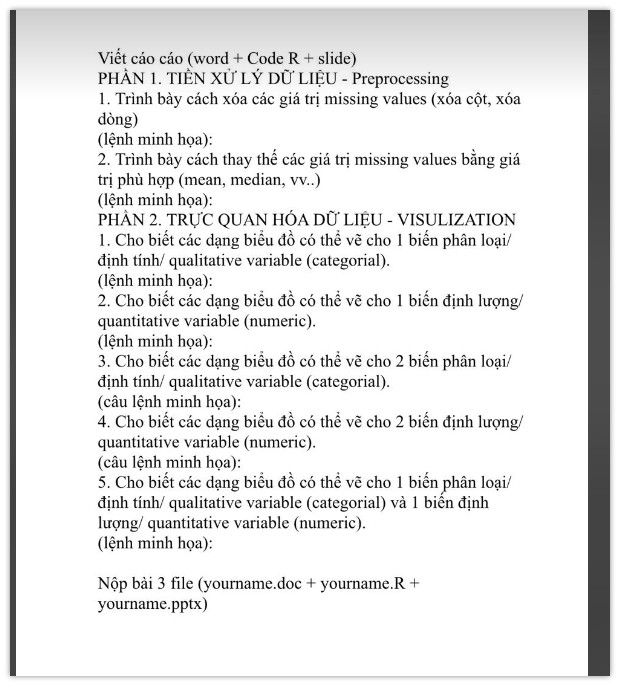 Viết cáo cáo (word + Code R + slide)
PHẦN 1. TIỀN XỬ LÝ DỮ LIỆU - Preprocessing
1. Trình bày cách xóa các giá trị missing values (xóa cột, xóa
dòng)
(lệnh minh họa):
2. Trình bày cách thay thế các giá trị missing values bằng giá
trị phù hợp (mean, median, vv..)
(lệnh minh họa):
PHẦN 2. TRỰC QUAN HÓA DỮ LIỆU - VISULIZATION
1. Cho biết các dạng biểu đồ có thể vẽ cho 1 biến phân loại/
định tính/ qualitative variable (categorial).
(lệnh minh họa):
2. Cho biết các dạng biểu đồ có thể vẽ cho 1 biến định lượng/
quantitative variable (numeric).
(lệnh minh họa):
3. Cho biết các dạng biểu đồ có thể vẽ cho 2 biến phân loại/
định tính/ qualitative variable (categorial).
(câu lệnh minh họa):
4. Cho biết các dạng biểu đồ có thể vẽ cho 2 biến định lượng/
quantitative variable (numeric).
(câu lệnh minh họa):
5. Cho biết các dạng biểu đồ có thể vẽ cho 1 biến phân loại/
định tính/ qualitative variable (categorial) và 1 biến định
lượng/ quantitative variable (numeric).
(lệnh minh họa):
Nộp bài 3 file (yourname.doc + yourname.R +
yourname.pptx)